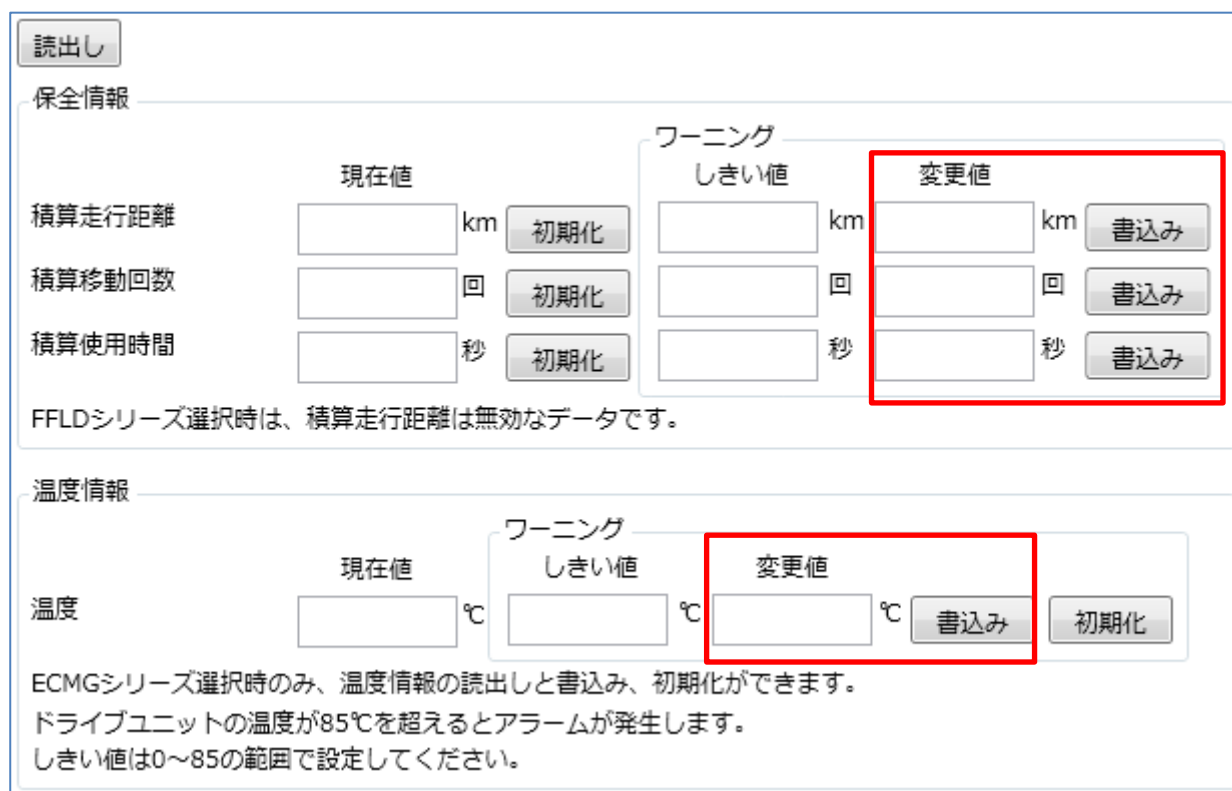 読出し
保全情報
ワーニング
現在値 しきい値 変更値
積算走行距離 km 初期化 km km 書込み
積算移動回数 回 初期化 回 回 書込み
積算使用時間 秒 初期化 秒 秒 書込み
FFLDシリーズ選択時は、積算走行距離は無効なデータです。
温度情報
ワーニング
現在値 しきい値 変更値
温度 ℃ ℃ ℃ 書込み 初期化
ECMGシリーズ選択時のみ、温度情報の読出しと書込み、初期化ができます。
ドライブユニットの温度が85℃を超えるとアラームが発生します。
しきい値は0～85の範囲で設定してください。